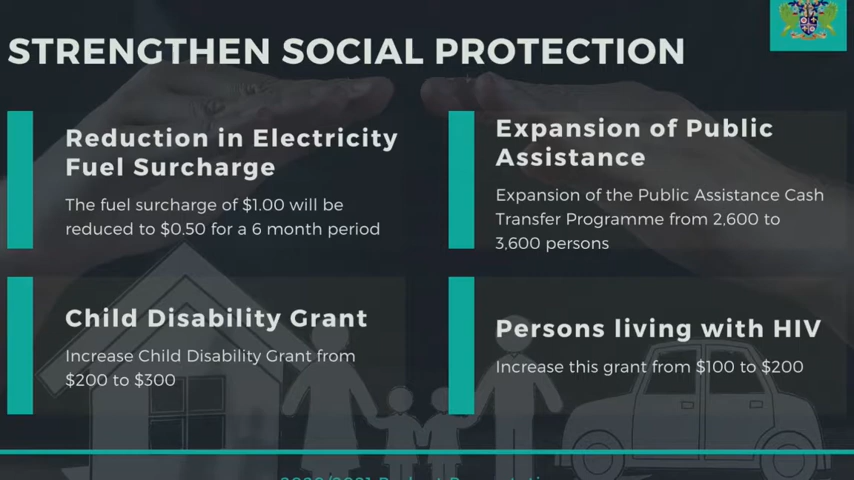 STRENGTHEN SOCIAL PROTECTION
Reduction in Electricity
Fuel Surcharge
The fuel surcharge of $1.00 will be
reduced to $0.50 for a 6 month period
Expansion of Public
Assistance
Expansion of the Public Assistance Cash
Transfer Programme from 2,600 to
3,600 persons
Child Disability Grant
Increase Child Disability Grant from
$200 to $300
Persons living with HIV
Increase this grant from $100 to $200